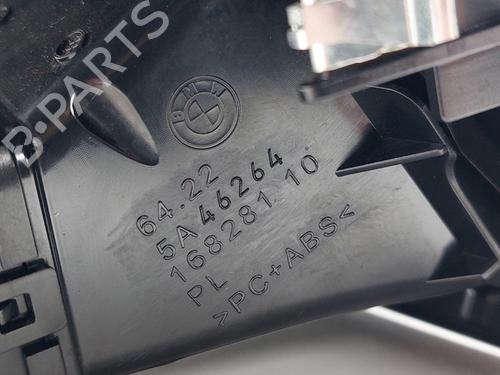 B-PARTS
BMW
64.22
5A46264
168281 10
PL
>PC+ABS<